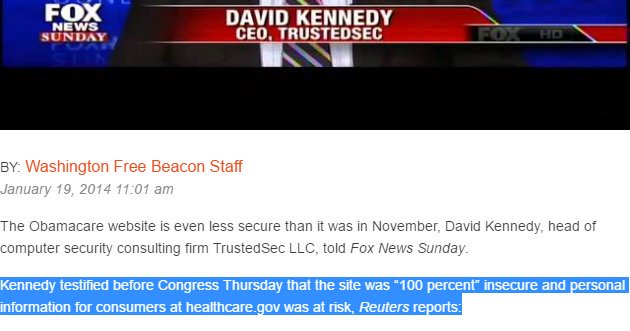 FOX
NEWS
SUNDAY
DAVID KENNEDY
CEO, TRUSTEDSEC
FOX HD
BY: Washington Free Beacon Staff
January 19, 2014 11:01 am
The Obamacare website is even less secure than it was in November, David Kennedy, head of
computer security consulting firm TrustedSec LLC, told Fox News Sunday.
Kennedy testified before Congress Thursday that the site was “100 percent” insecure and personal
information for consumers at healthcare.gov was at risk, Reuters reports: